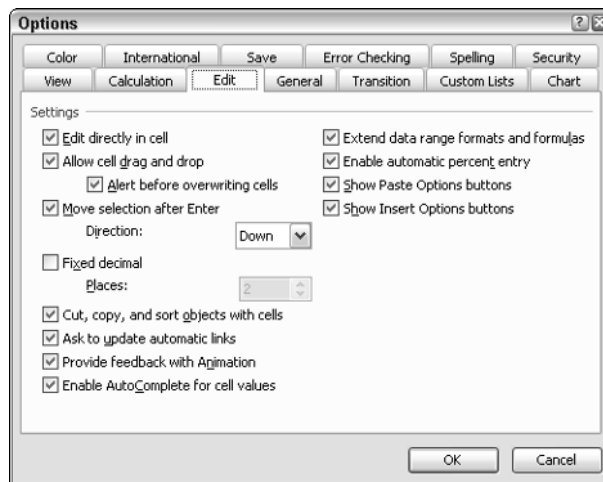 Options
Color International Save Error Checking Spelling Security
View Calculation Edit General Transition Custom Lists Chart
Settings
Edit directly in cell
Allow cell drag and drop
Alert before overwriting cells
Move selection after Enter
Direction: Down
Fixed decimal
Places: 2
Cut, copy, and sort objects with cells
Ask to update automatic links
Provide feedback with Animation
Enable AutoComplete for cell values
Extend data range formats and formulas
Enable automatic percent entry
Show Paste Options buttons
Show Insert Options buttons
OK Cancel